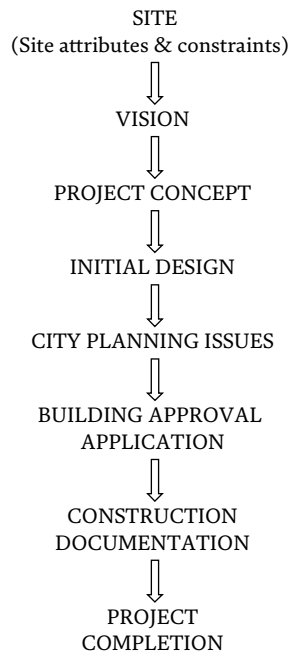 SITE
(Site attributes & constraints)
VISION
PROJECT CONCEPT
INITIAL DESIGN
CITY PLANNING ISSUES
BUILDING APPROVAL
APPLICATION
CONSTRUCTION
DOCUMENTATION
PROJECT
COMPLETION